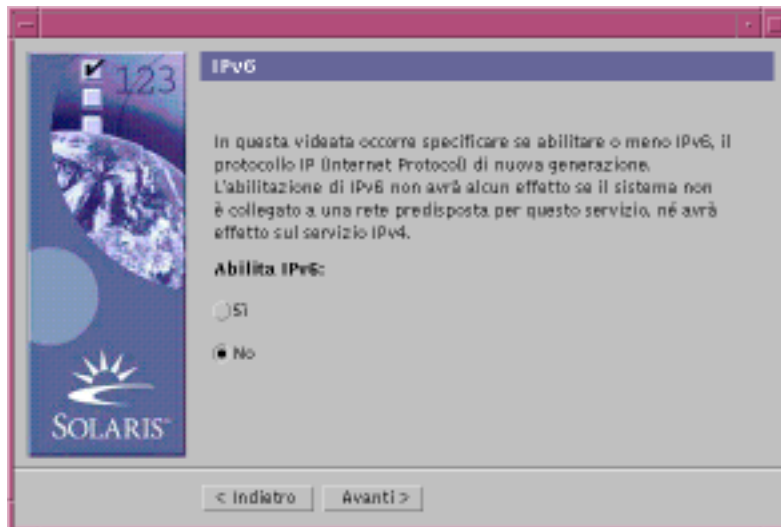 123
IPv6
In questa videata occorre specificare se abilitare o meno IPv6, il
protocollo IP (Internet Protocol) di nuova generazione.
L'abilitazione di IPv6 non avrà alcun effetto se il sistema non
è collegato a una rete predisposta per questo servizio, né avrà
effetto sul servizio IPv4.
Abilita IPv6:
Sì
No
SOLARIS™
< Indietro
Avanti >